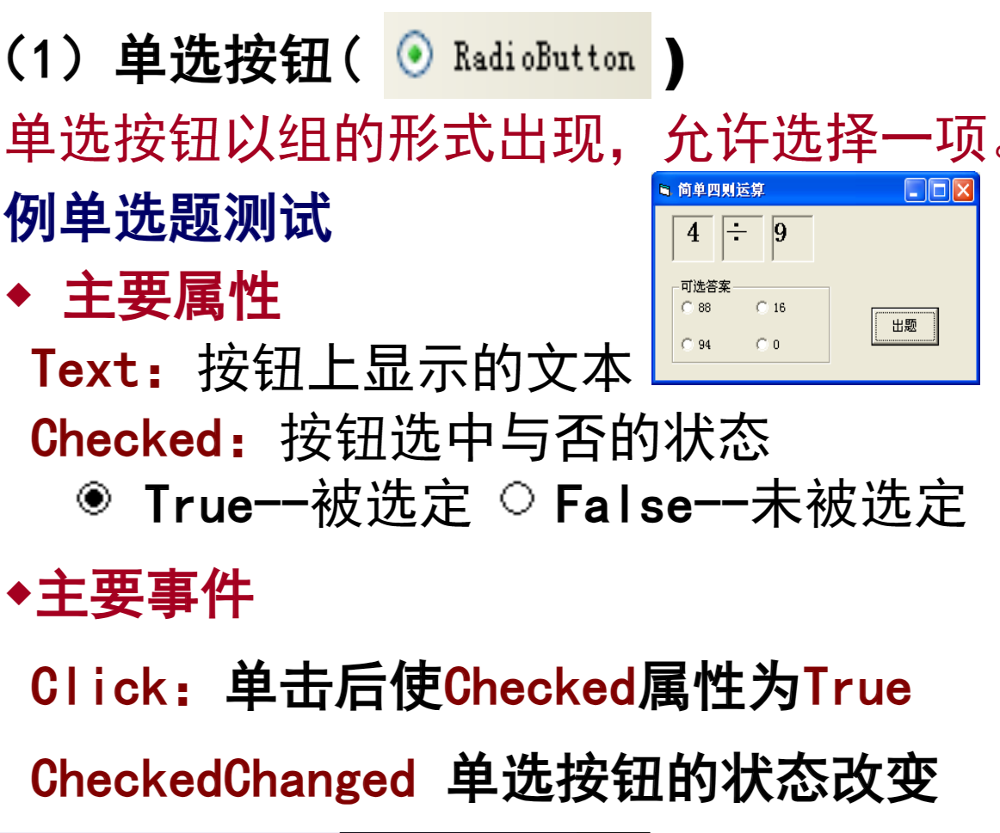 （1）单选按钮( RadioButton )
单选按钮以组的形式出现，允许选择一项。
例单选题测试
简单四则运算
4 ÷ 9
可选答案
88 16
94 0
出题
◆ 主要属性
Text：按钮上显示的文本
Checked：按钮选中与否的状态
True--被选定 False--未被选定
◆主要事件
Click：单击后使Checked属性为True
CheckedChanged 单选按钮的状态改变